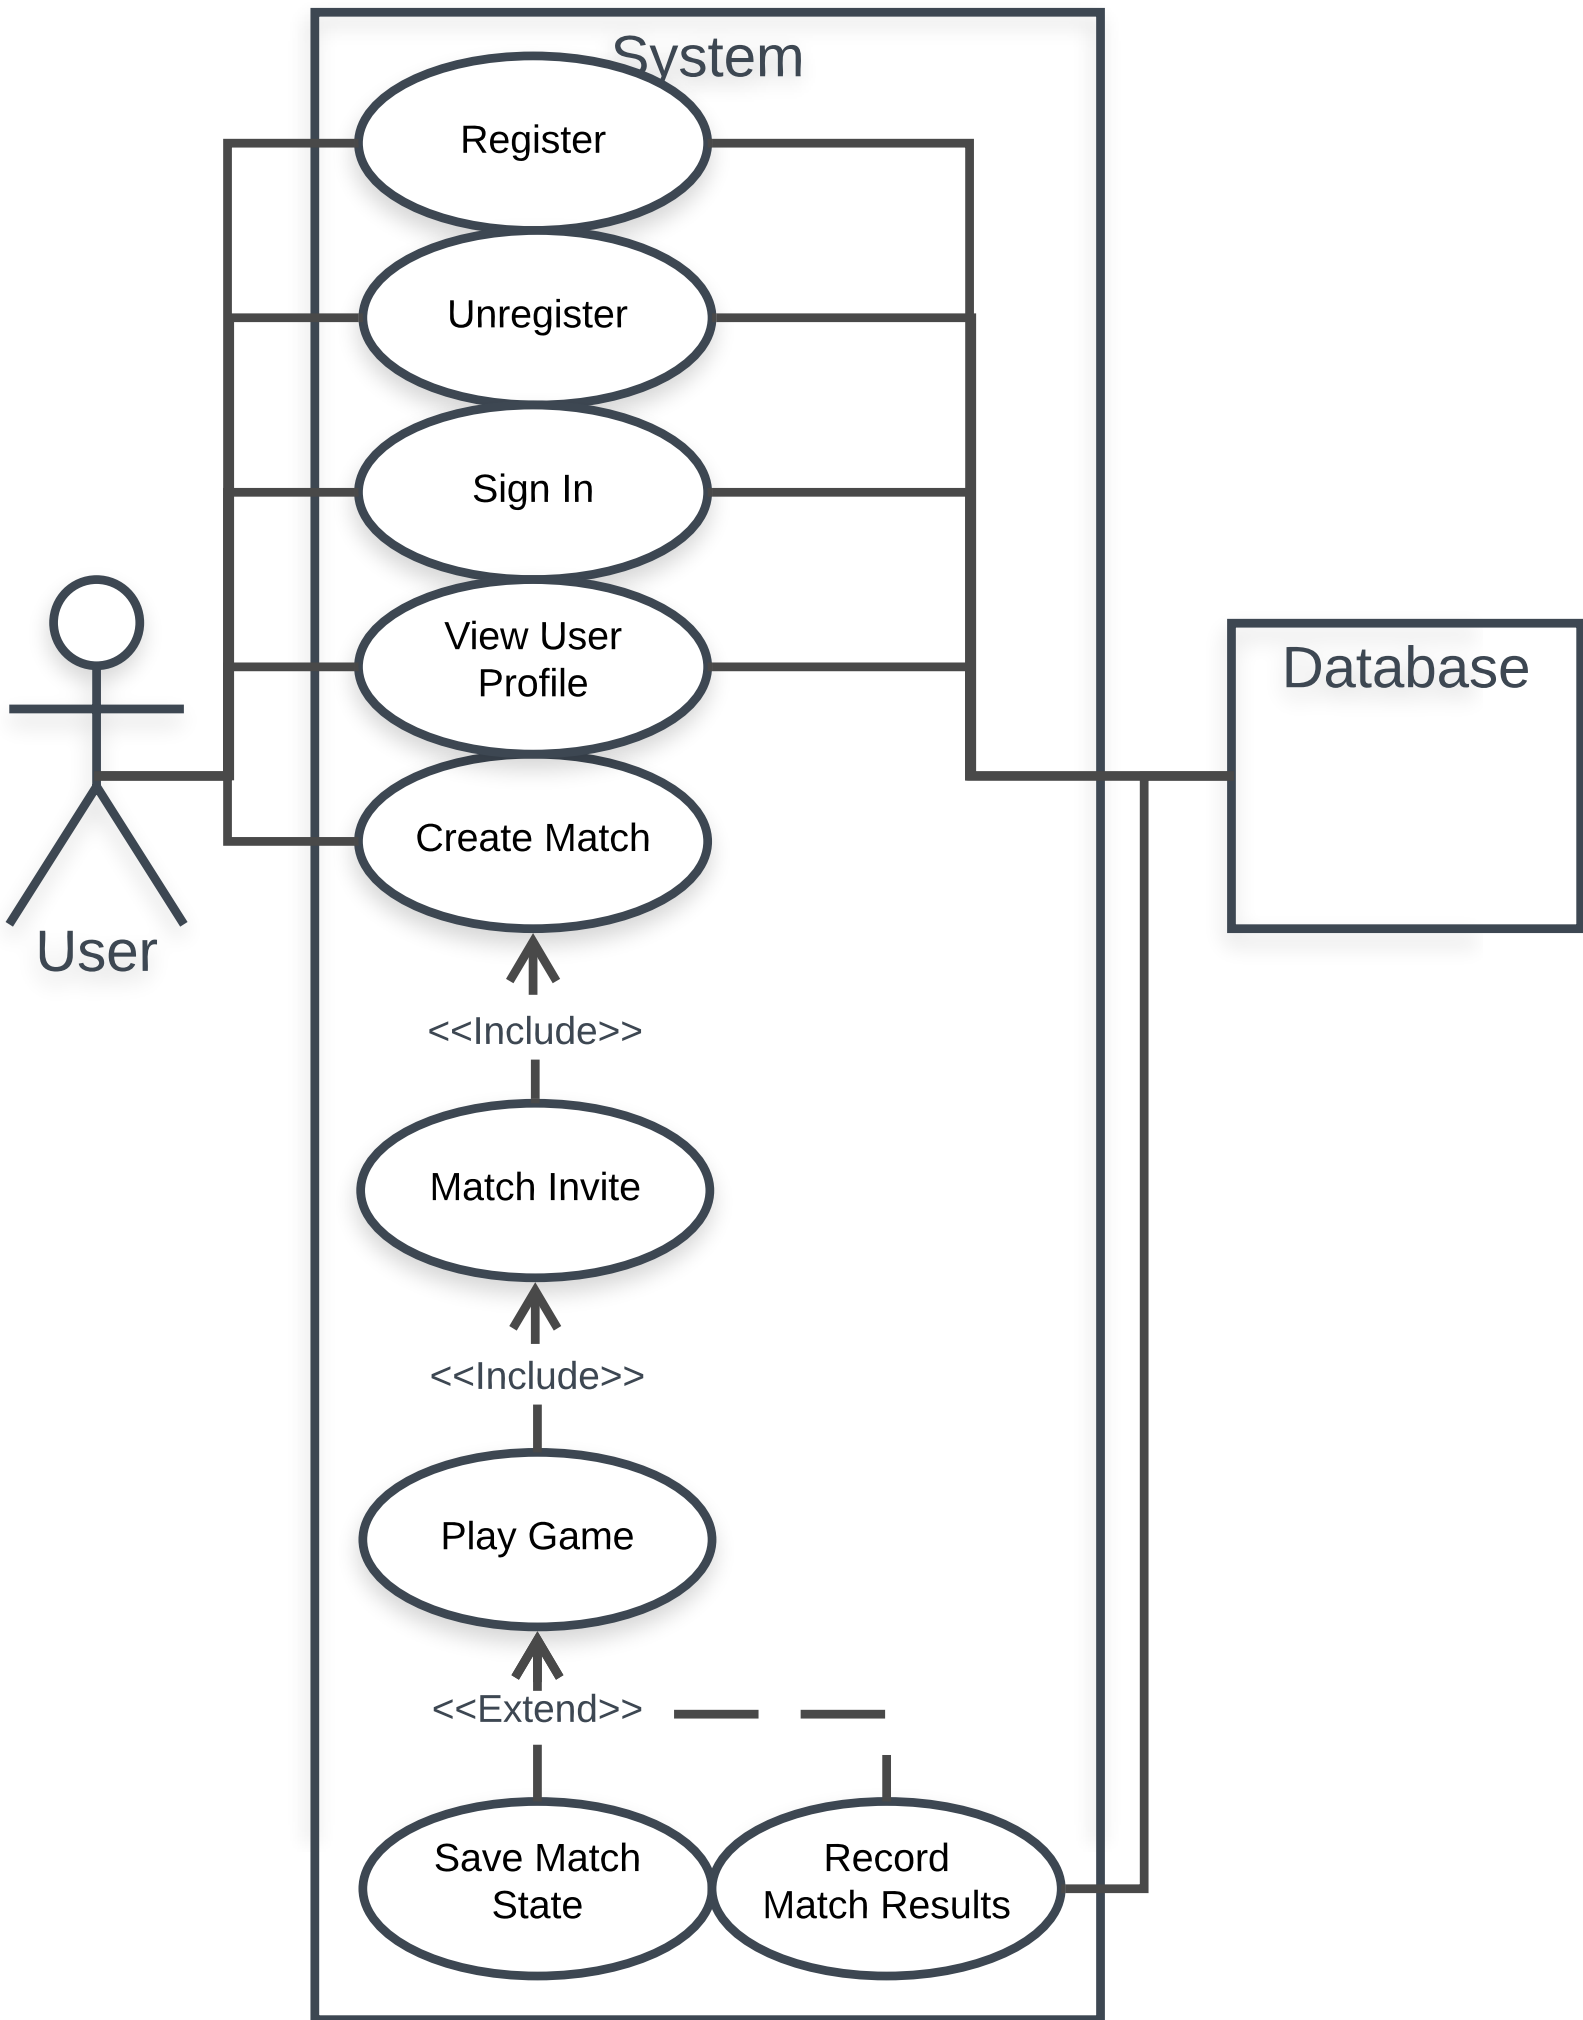 System
Register
Unregister
Sign In
View User
Profile
Database
Create Match
User
<<Include>>
Match Invite
<<Include>>
Play Game
<<Extend>>
Save Match
State
Record
Match Results